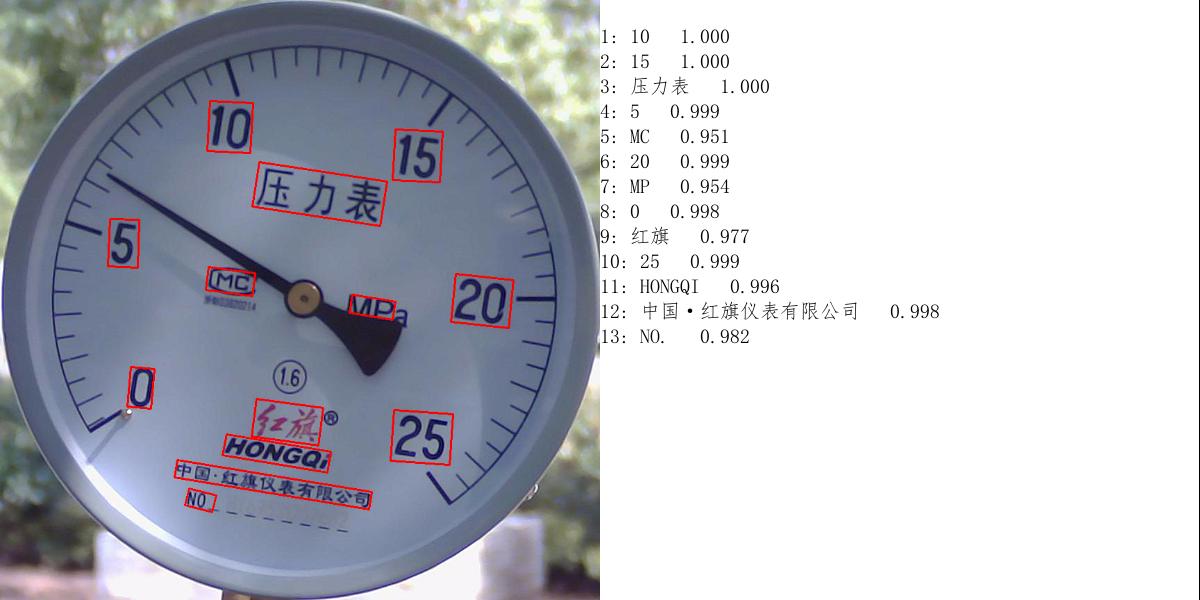 10
15
压力表
5
MC
20
MPa
0
1.6
红旗®
25
HONGQi
中国·红旗仪表有限公司
NO
1: 10 1.000
2: 15 1.000
3: 压力表 1.000
4: 5 0.999
5: MC 0.951
6: 20 0.999
7: MP 0.954
8: 0 0.998
9: 红旗 0.977
10: 25 0.999
11: HONGQI 0.996
12: 中国·红旗仪表有限公司 0.998
13: NO. 0.982